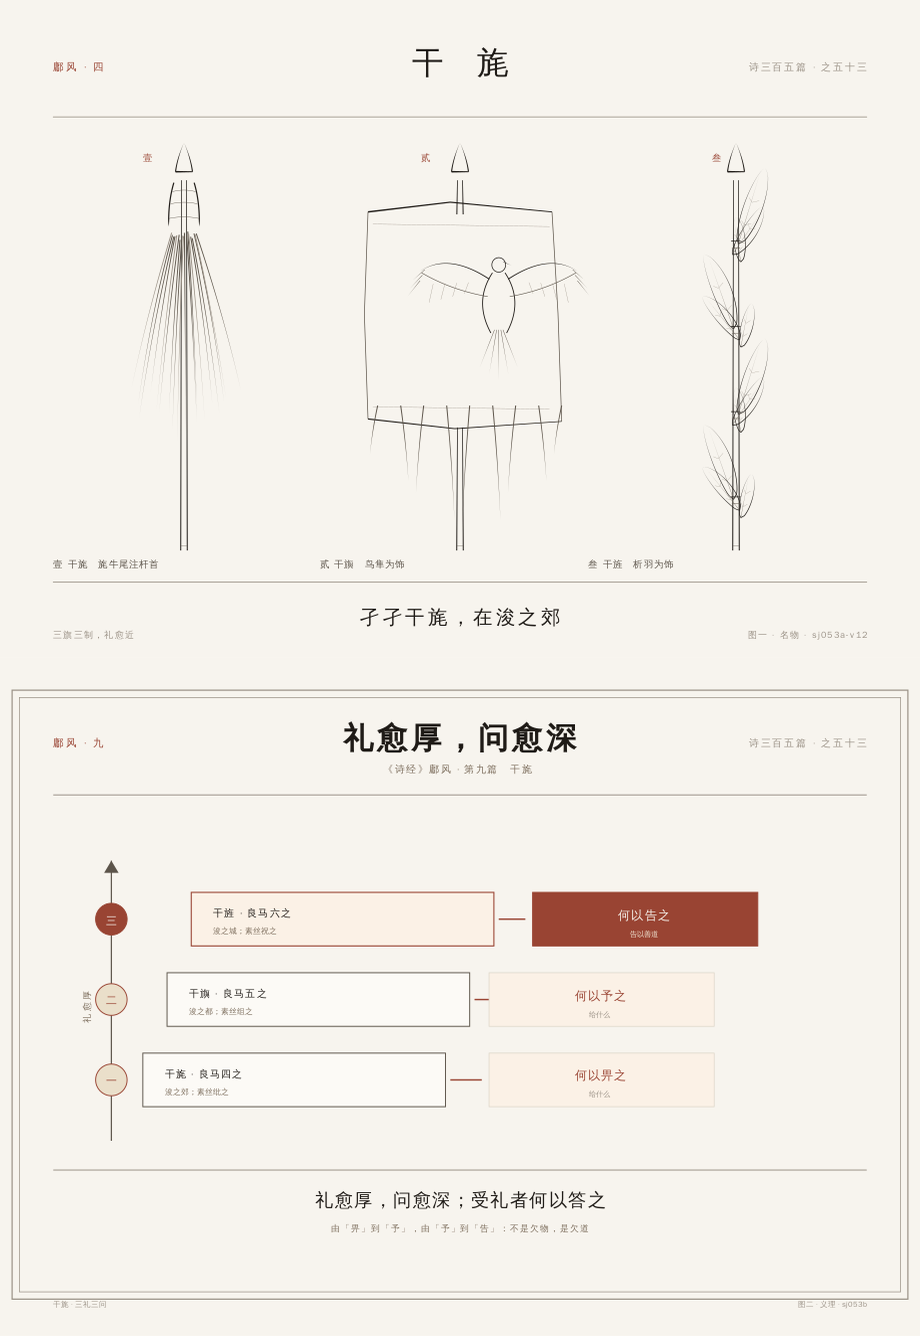 鄘风 · 四
干 旄
诗三百五篇 · 之五十三
壹
贰
叁
壹 干旄 旄牛尾注杆首
贰 干旟 鸟隼为饰
叁 干旌 析羽为饰
孑孑干旄，在浚之郊
三旗三制，礼愈近
图一 · 名物 · sj053a-v12
鄘风 · 九
礼愈厚，问愈深
诗三百五篇 · 之五十三
《诗经》鄘风 · 第九篇 干旄
三
干旌 · 良马六之
浚之城；素丝祝之
何以告之
告以善道
礼愈厚
二
干旟 · 良马五之
浚之都；素丝组之
何以予之
给什么
一
干旄 · 良马四之
浚之郊；素丝纰之
何以畀之
给什么
礼愈厚，问愈深；受礼者何以答之
由「畀」到「予」，由「予」到「告」；不是欠物，是欠道
干旄 · 三礼三问
图二 · 义理 · sj053b